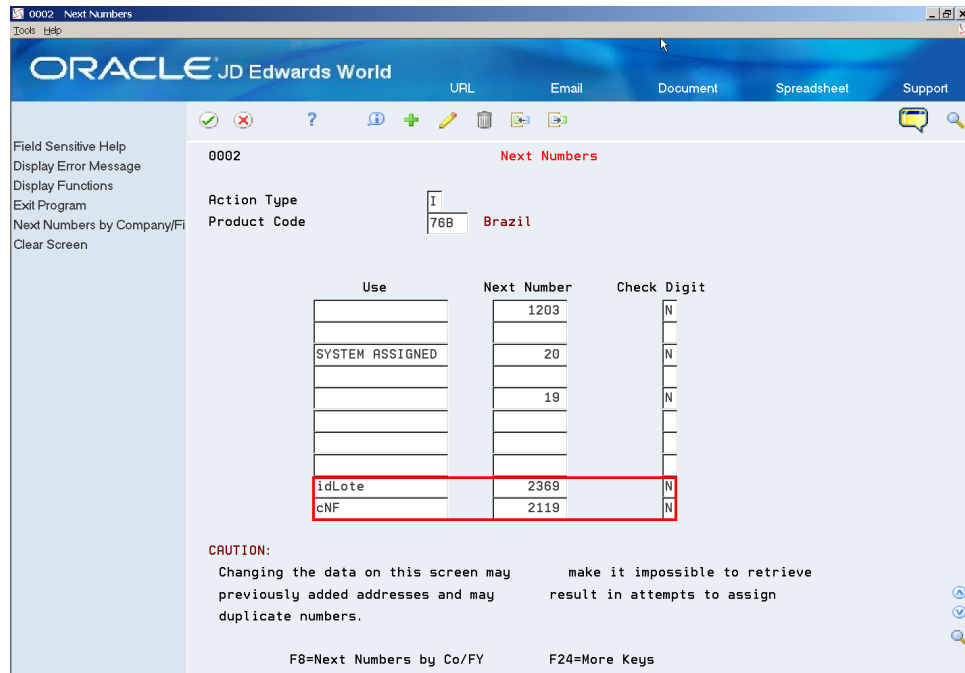 0002 Next Numbers
Tools Help
ORACLE JD Edwards World
URL Email Document Spreadsheet Support
Field Sensitive Help
Display Error Message
Display Functions
Exit Program
Next Numbers by Company/Fi
Clear Screen
0002 Next Numbers
Action Type I
Product Code 76B Brazil
Use Next Number Check Digit
1203 N
SYSTEM ASSIGNED 20 N
19 N
idLote 2369 N
cNF 2119 N
CAUTION:
Changing the data on this screen may make it impossible to retrieve
previously added addresses and may result in attempts to assign
duplicate numbers.
F8=Next Numbers by Co/FY F24=More Keys